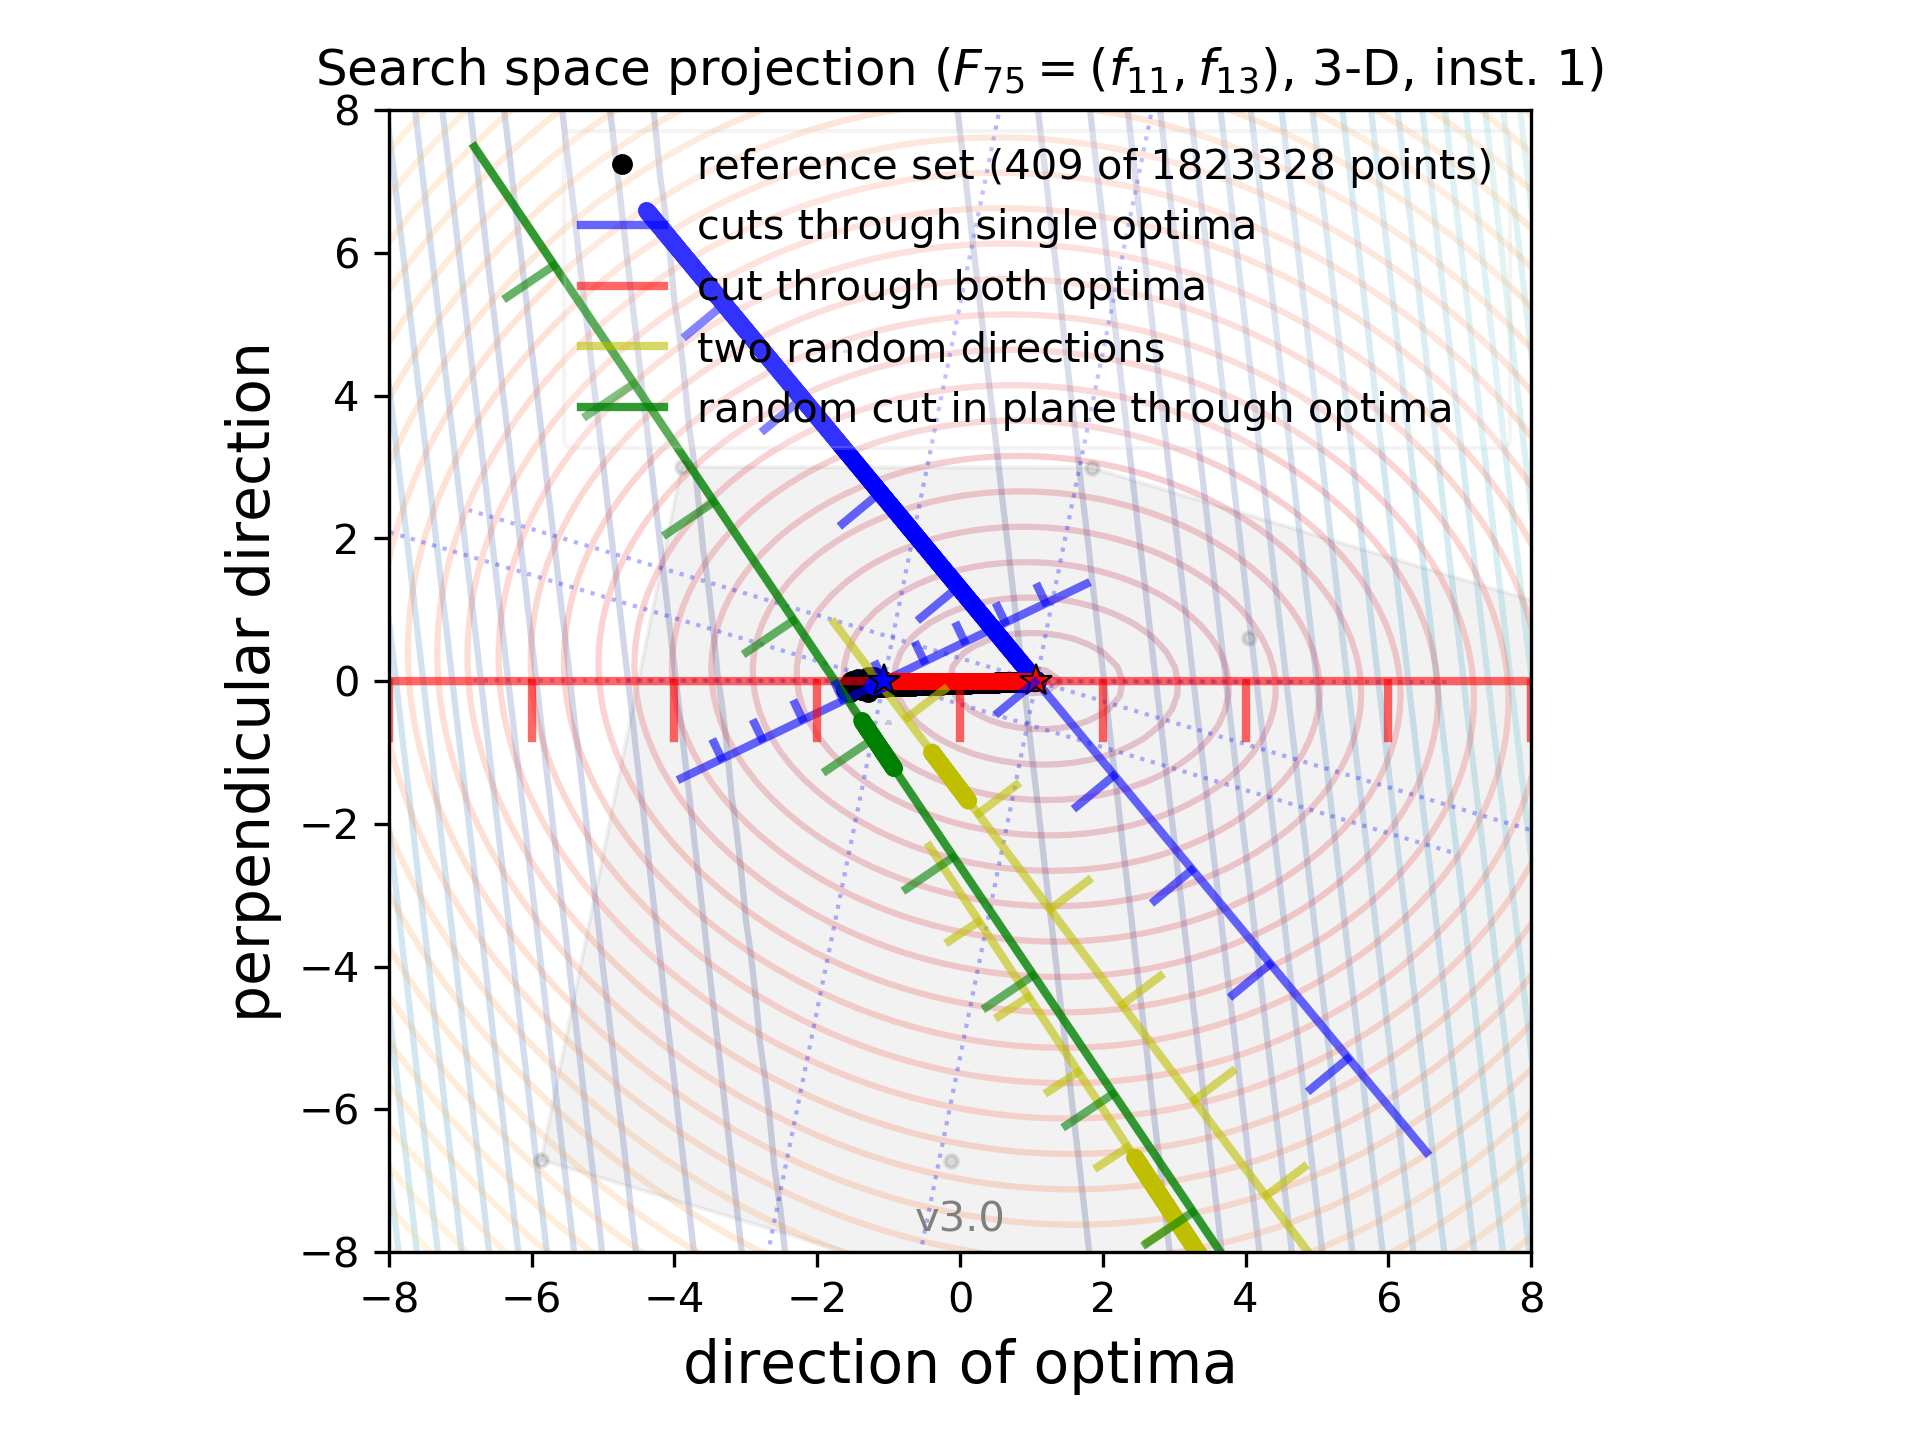 Search space projection (F₇₅ = (f₁₁, f₁₃), 3-D, inst. 1)
8
6
4
2
0
−2
−4
−6
−8
perpendicular direction
reference set (409 of 1823328 points)
cuts through single optima
cut through both optima
two random directions
random cut in plane through optima
v3.0
−8 −6 −4 −2 0 2 4 6 8
direction of optima